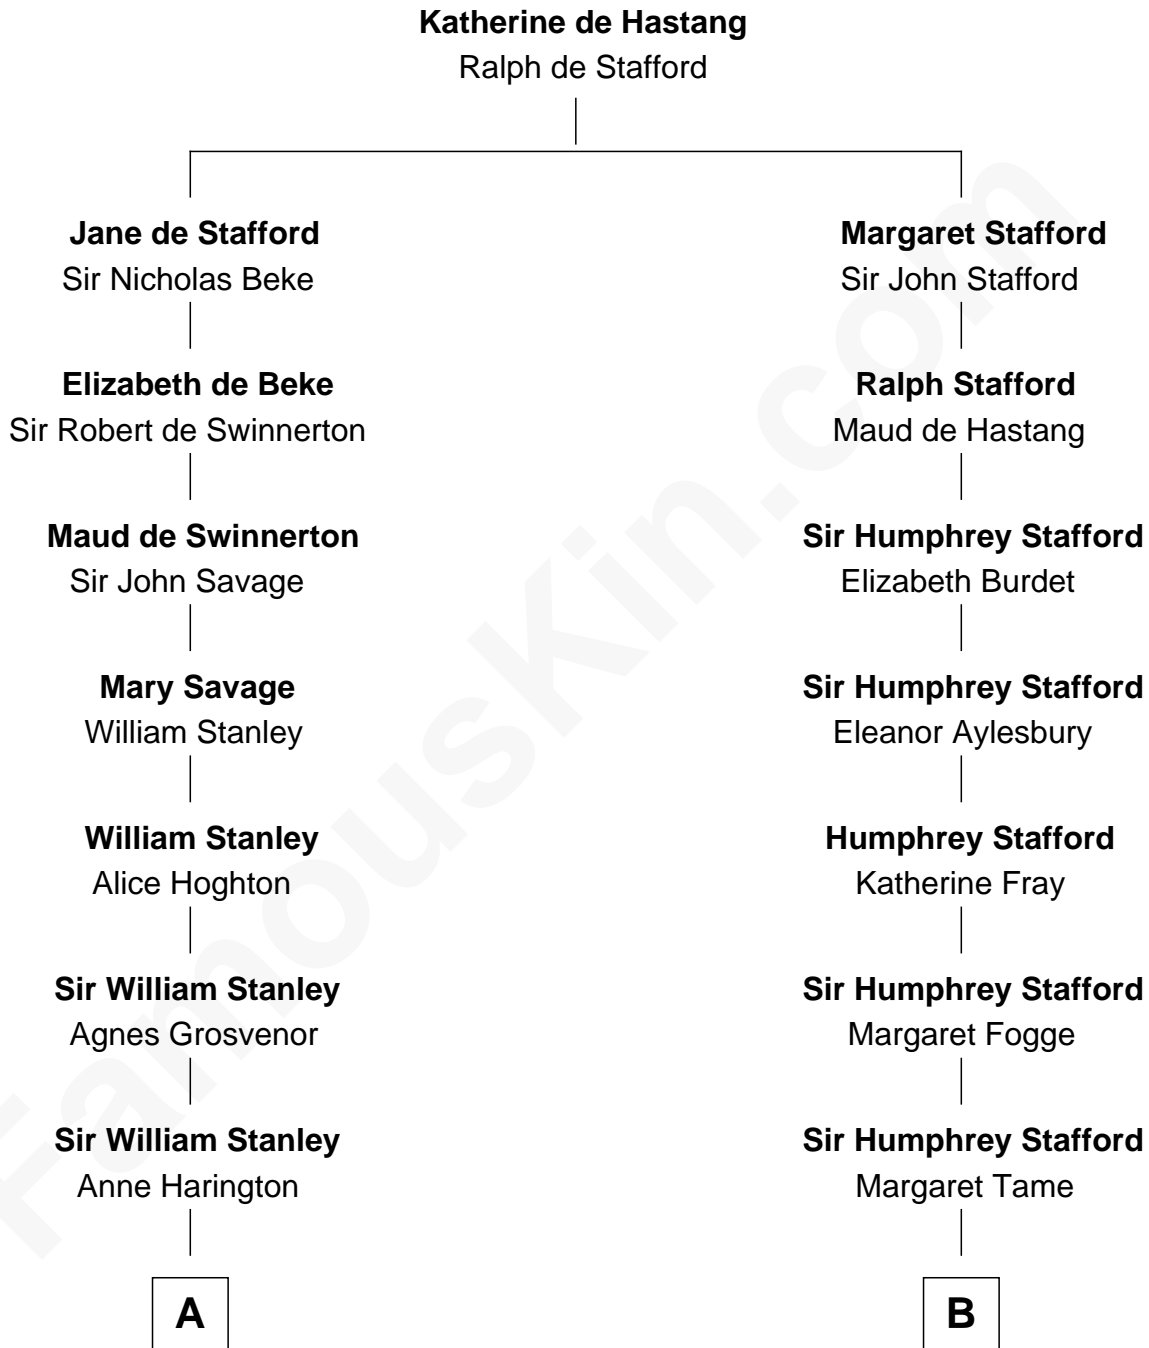 Katherine de Hastang
Ralph de Stafford
Jane de Stafford
Sir Nicholas Beke
Margaret Stafford
Sir John Stafford
Elizabeth de Beke
Sir Robert de Swinnerton
Ralph Stafford
Maud de Hastang
Maud de Swinnerton
Sir John Savage
Sir Humphrey Stafford
Elizabeth Burdet
Mary Savage
William Stanley
Sir Humphrey Stafford
Eleanor Aylesbury
William Stanley
Alice Hoghton
Humphrey Stafford
Katherine Fray
Sir William Stanley
Agnes Grosvenor
Sir Humphrey Stafford
Margaret Fogge
Sir William Stanley
Anne Harington
Sir Humphrey Stafford
Margaret Tame
A
B
FamousKin.com